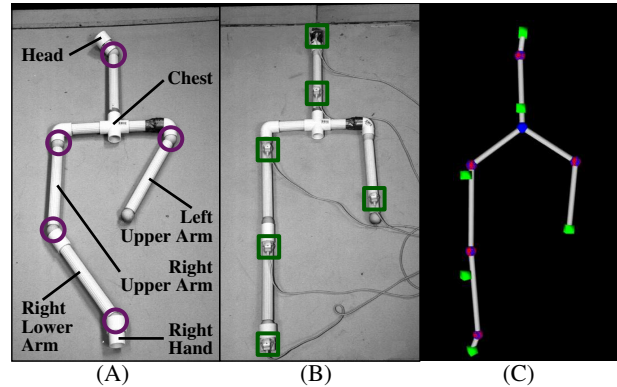 Head
Chest
Left
Upper Arm
Right
Upper Arm
Right
Lower
Arm
Right
Hand
(A)
(B)
(C)